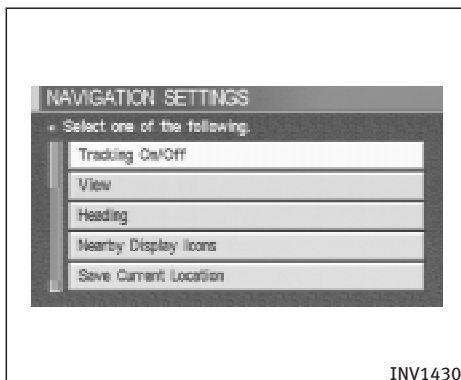 NAVIGATION SETTINGS
Select one of the following.
Tracking On/Off
View
Heading
Nearby Display Icons
Save Current Location
INV1430